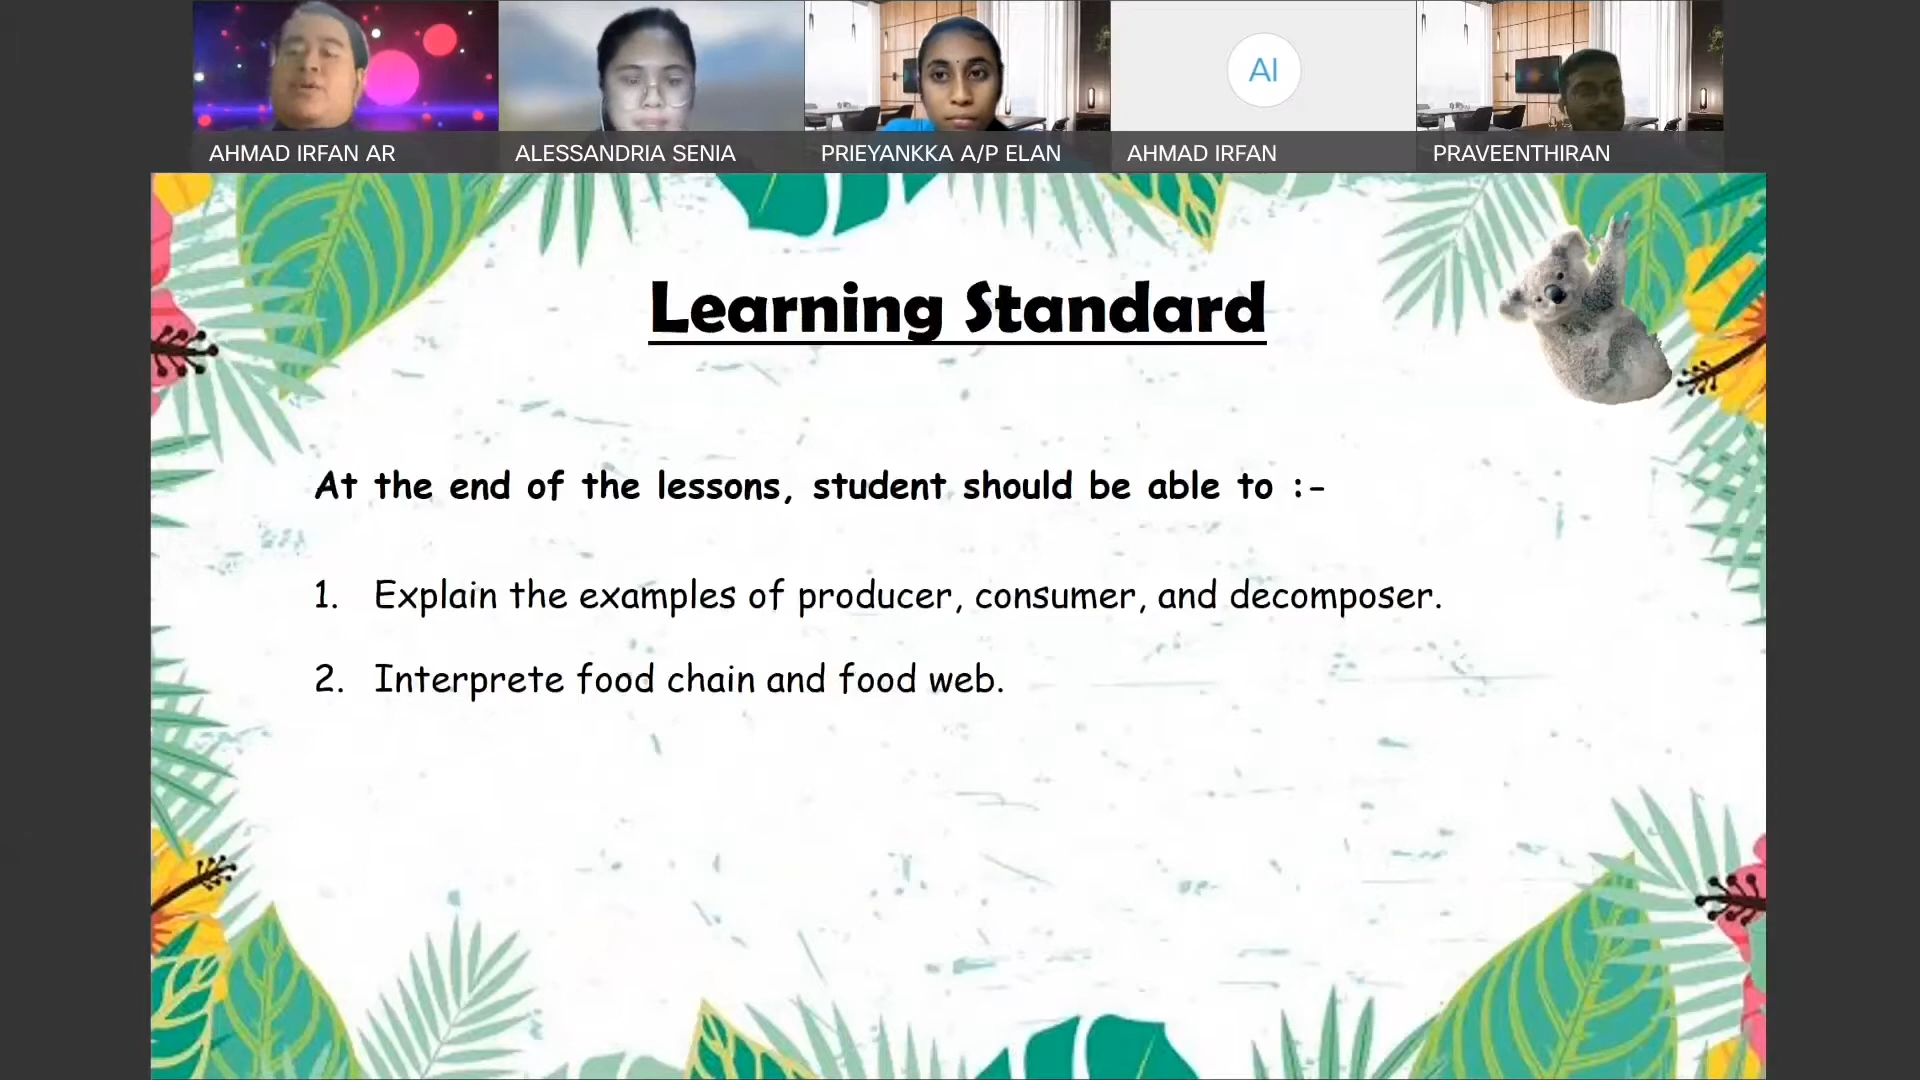 AHMAD IRFAN AR
ALESSANDRIA SENIA
PRIEYANKKA A/P ELAN
AI
AHMAD IRFAN
PRAVEENTHIRAN
Learning Standard
At the end of the lessons, student should be able to :-
1. Explain the examples of producer, consumer, and decomposer.
2. Interprete food chain and food web.